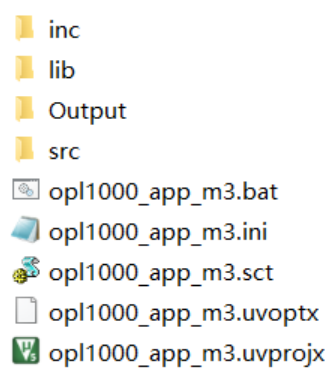 inc
lib
Output
src
opl1000_app_m3.bat
opl1000_app_m3.ini
opl1000_app_m3.sct
opl1000_app_m3.uvoptx
opl1000_app_m3.uvprojx